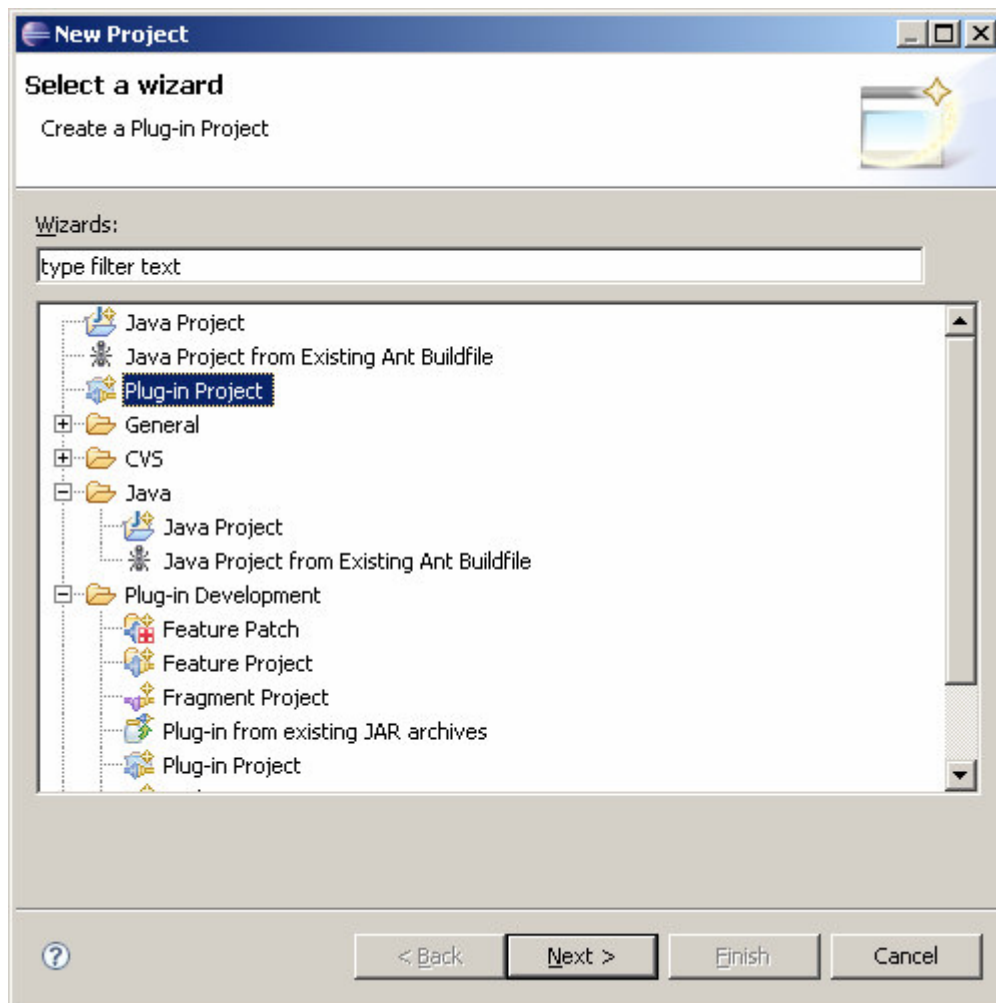 New Project
Select a wizard
Create a Plug-in Project
Wizards:
type filter text
Java Project
Java Project from Existing Ant Buildfile
Plug-in Project
General
CVS
Java
Java Project
Java Project from Existing Ant Buildfile
Plug-in Development
Feature Patch
Feature Project
Fragment Project
Plug-in from existing JAR archives
Plug-in Project
? < Back Next > Finish Cancel